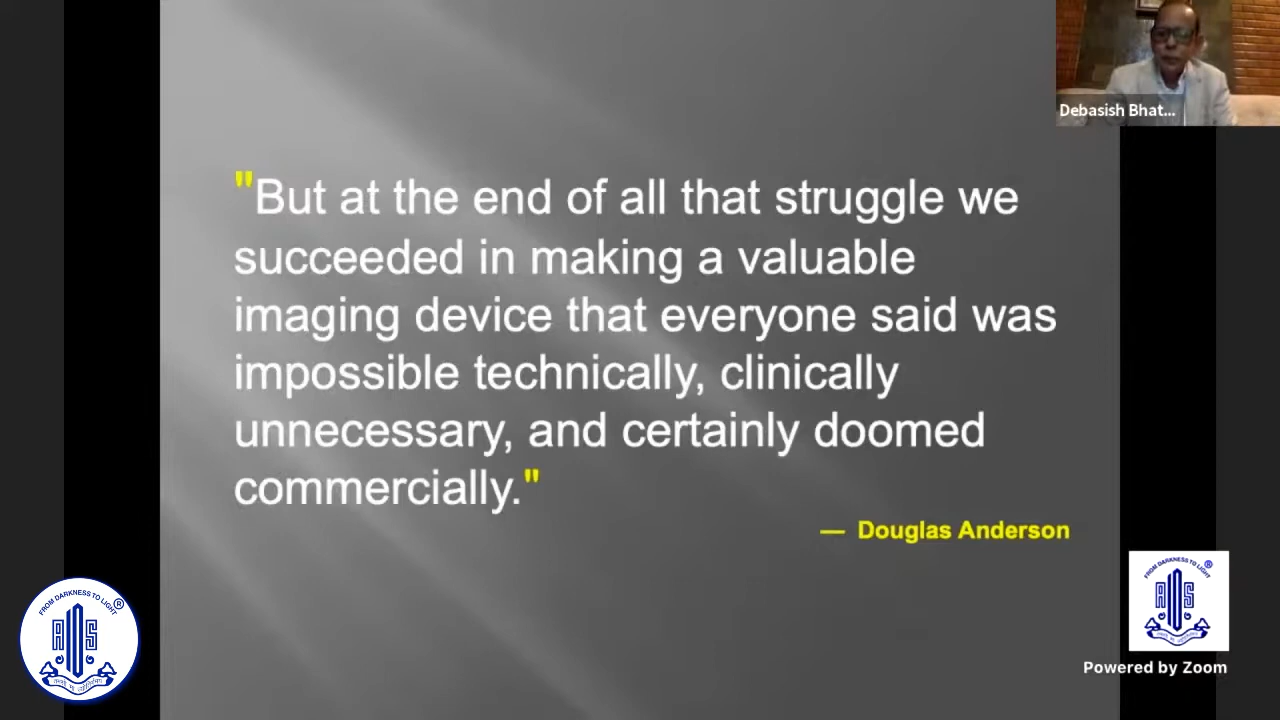 Debasish Bhat...
"But at the end of all that struggle we
succeeded in making a valuable
imaging device that everyone said was
impossible technically, clinically
unnecessary, and certainly doomed
commercially."
— Douglas Anderson
FROM DARKNESS TO LIGHT ®
AIOS
FROM DARKNESS TO LIGHT ®
AIOS
Powered by Zoom